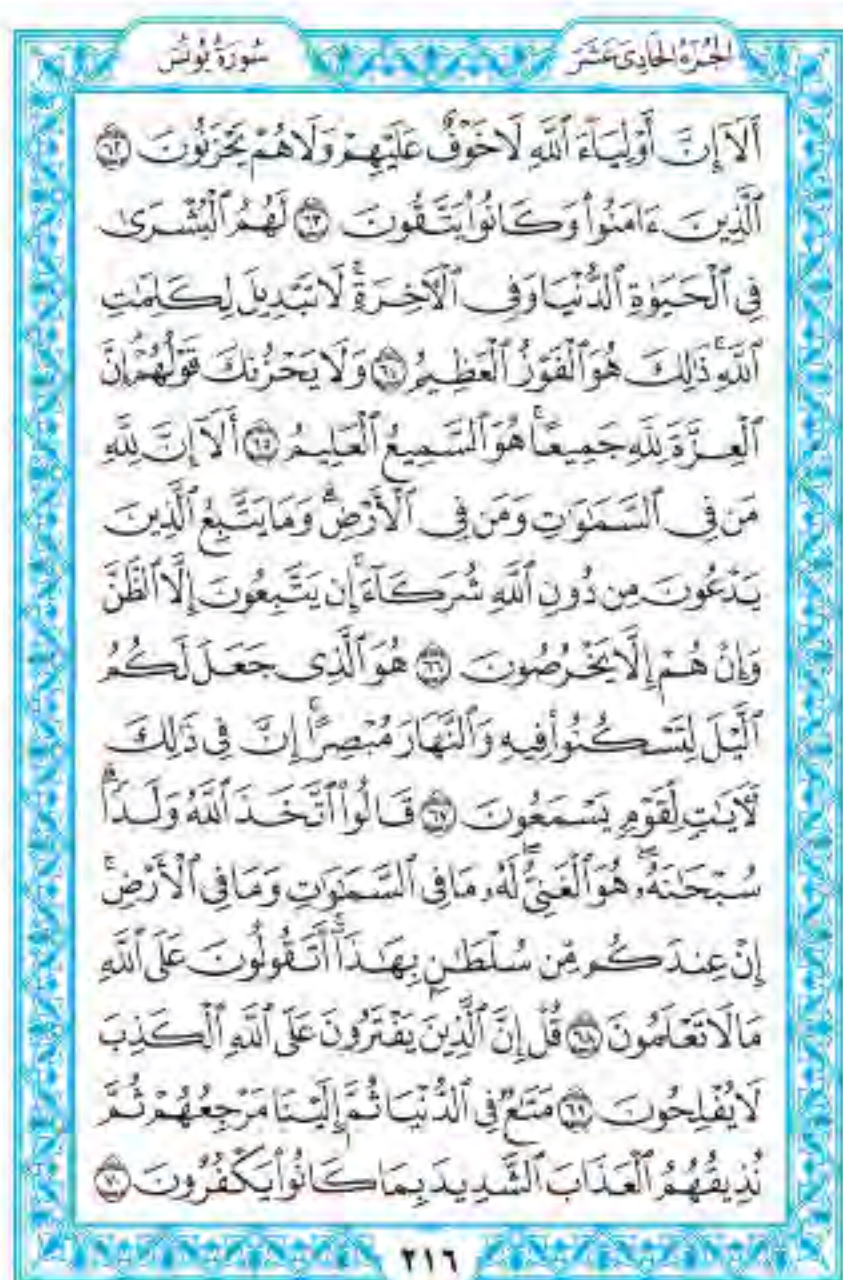 الجزء الحادي عشر
سورة يونس
أَلَآ إِنَّ أَوْلِيَآءَ ٱللَّهِ لَا خَوْفٌ عَلَيْهِمْ وَلَا هُمْ يَحْزَنُونَ ٦٢
ٱلَّذِينَ ءَامَنُوا۟ وَكَانُوا۟ يَتَّقُونَ ٦٣ لَهُمُ ٱلْبُشْرَىٰ
فِى ٱلْحَيَوٰةِ ٱلدُّنْيَا وَفِى ٱلْءَاخِرَةِ ۚ لَا تَبْدِيلَ لِكَلِمَٰتِ
ٱللَّهِ ۚ ذَٰلِكَ هُوَ ٱلْفَوْزُ ٱلْعَظِيمُ ٦٤ وَلَا يَحْزُنكَ قَوْلُهُمْ ۘ إِنَّ
ٱلْعِزَّةَ لِلَّهِ جَمِيعًا ۚ هُوَ ٱلسَّمِيعُ ٱلْعَلِيمُ ٦٥ أَلَآ إِنَّ لِلَّهِ
مَن فِى ٱلسَّمَٰوَٰتِ وَمَن فِى ٱلْأَرْضِ ۗ وَمَا يَتَّبِعُ ٱلَّذِينَ
يَدْعُونَ مِن دُونِ ٱللَّهِ شُرَكَآءَ ۚ إِن يَتَّبِعُونَ إِلَّا ٱلظَّنَّ
وَإِنْ هُمْ إِلَّا يَخْرُصُونَ ٦٦ هُوَ ٱلَّذِى جَعَلَ لَكُمُ
ٱلَّيْلَ لِتَسْكُنُوا۟ فِيهِ وَٱلنَّهَارَ مُبْصِرًا ۚ إِنَّ فِى ذَٰلِكَ
لَءَايَٰتٍ لِّقَوْمٍ يَسْمَعُونَ ٦٧ قَالُوا۟ ٱتَّخَذَ ٱللَّهُ وَلَدًا ۗ
سُبْحَٰنَهُۥ ۖ هُوَ ٱلْغَنِىُّ ۖ لَهُۥ مَا فِى ٱلسَّمَٰوَٰتِ وَمَا فِى ٱلْأَرْضِ ۚ
إِنْ عِندَكُم مِّن سُلْطَٰنٍۭ بِهَٰذَآ ۚ أَتَقُولُونَ عَلَى ٱللَّهِ
مَا لَا تَعْلَمُونَ ٦٨ قُلْ إِنَّ ٱلَّذِينَ يَفْتَرُونَ عَلَى ٱللَّهِ ٱلْكَذِبَ
لَا يُفْلِحُونَ ٦٩ مَتَٰعٌ فِى ٱلدُّنْيَا ثُمَّ إِلَيْنَا مَرْجِعُهُمْ ثُمَّ
نُذِيقُهُمُ ٱلْعَذَابَ ٱلشَّدِيدَ بِمَا كَانُوا۟ يَكْفُرُونَ ٧٠
٢١٦